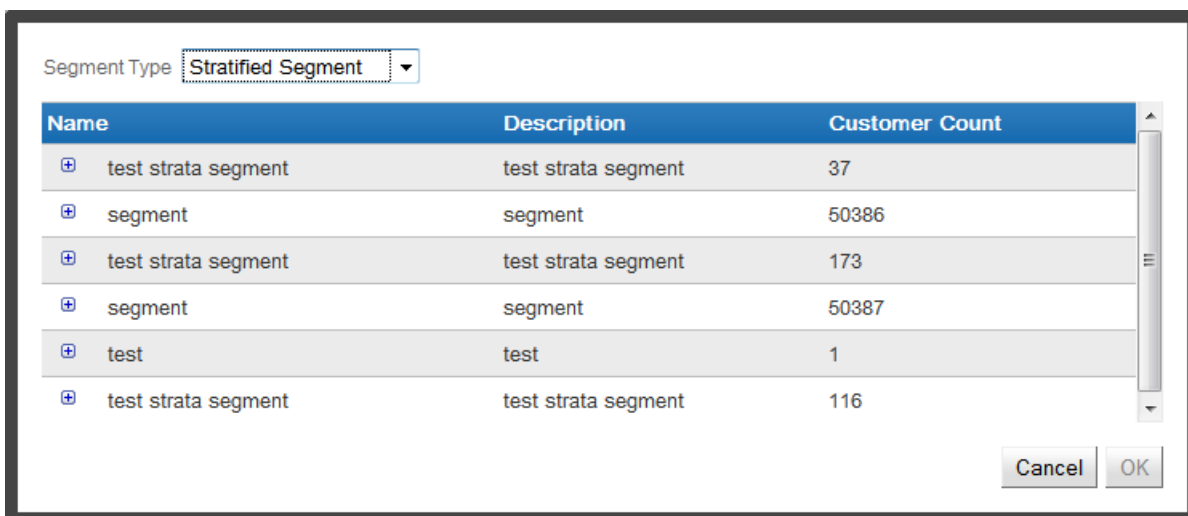 Segment Type Stratified Segment
Name Description Customer Count
test strata segment test strata segment 37
segment segment 50386
test strata segment test strata segment 173
segment segment 50387
test test 1
test strata segment test strata segment 116
Cancel OK